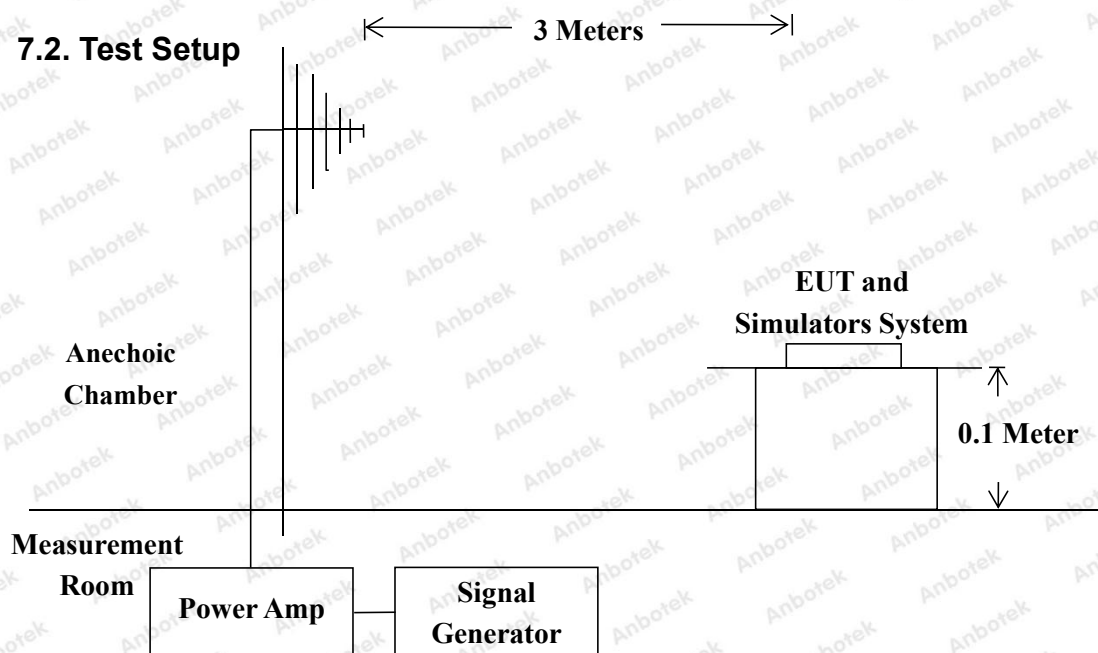 7.2. Test Setup
3 Meters
EUT and
Simulators System
Anechoic
Chamber
0.1 Meter
Measurement
Room
Power Amp
Signal
Generator
Anbotek